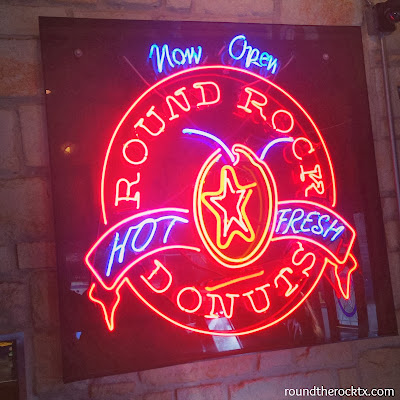 Now Open
ROUND ROCK
HOT FRESH
DONUTS
roundtherocktx.com